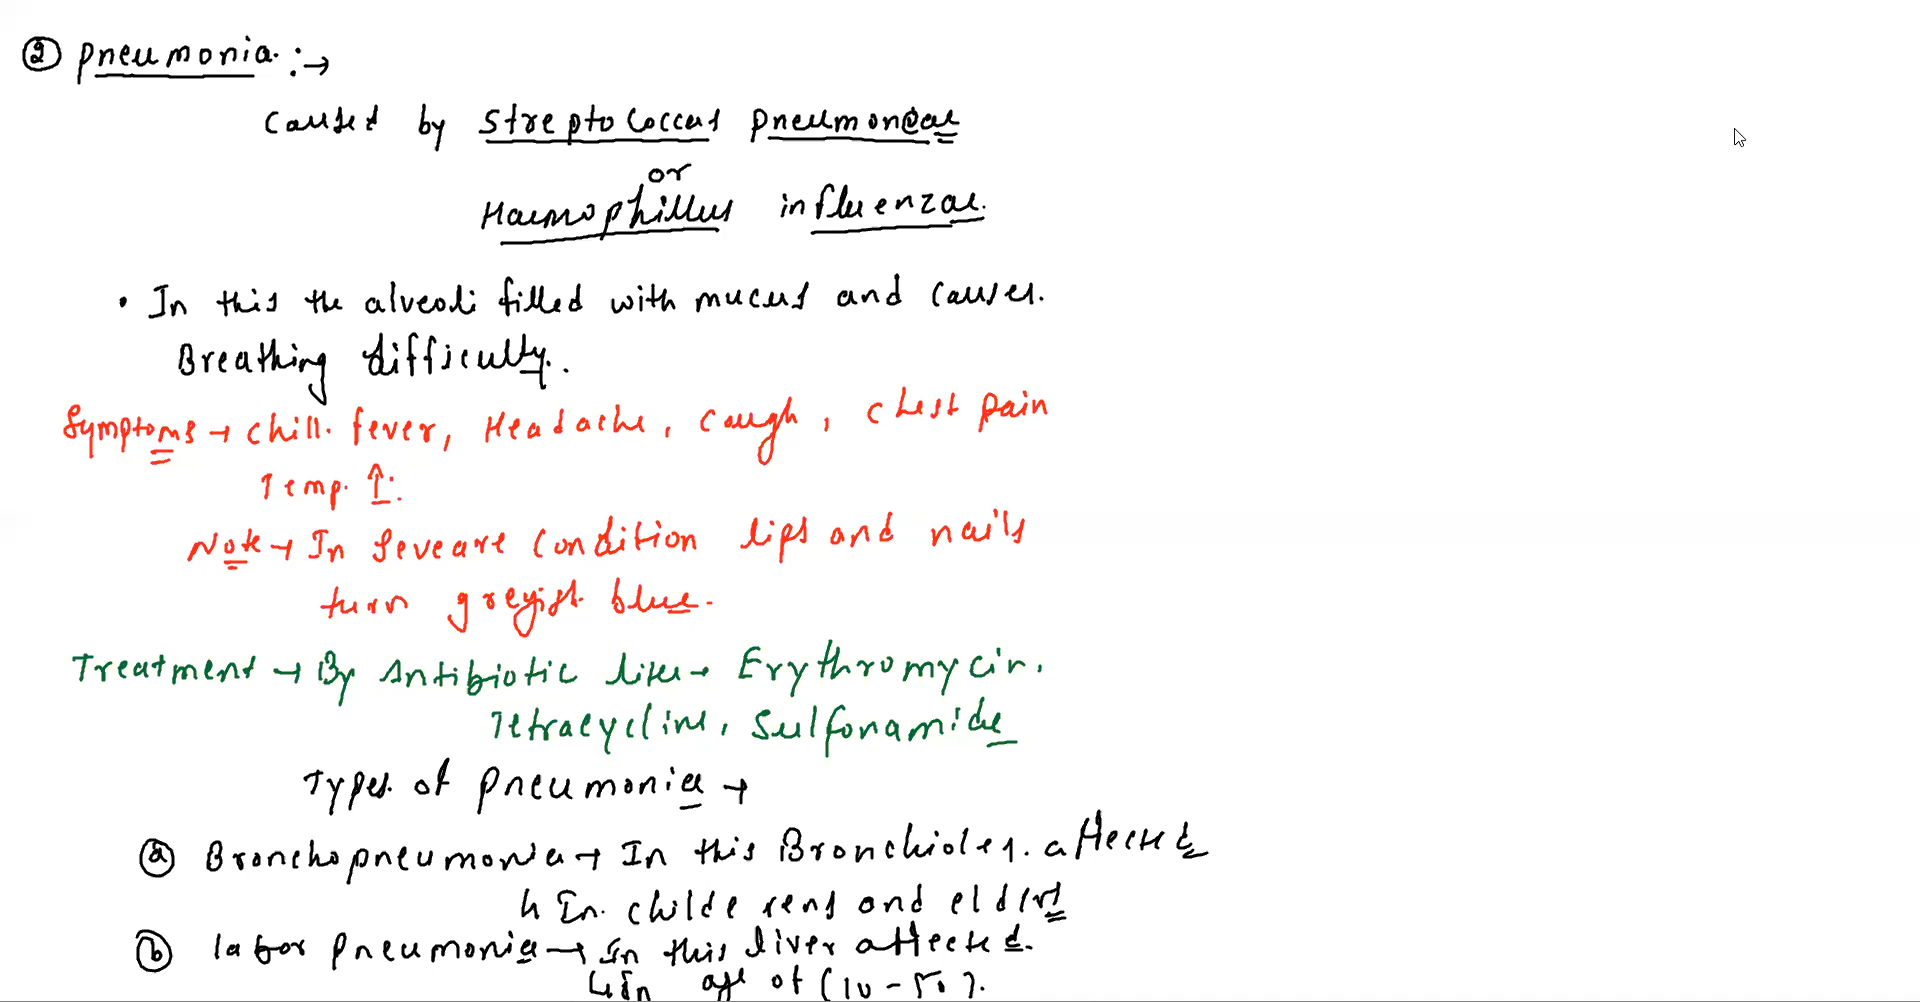 ② Pneumonia :→
Caused by Streptococcus Pneumoneae
or
Haemophillus influenzae.
• In this the alveoli filled with mucus and causes.
Breathing difficulty.
Symptoms → chill. fever, Headache, Caugh, chest pain
Temp. ↑.
Note → In seveare condition lips and nails
turn greyish blue.
Treatment → By Antibiotic like → Erythromycin.
Tetracycline, Sulfonamide
Types of pneumonia →
ⓐ Bronchopneumonia → In this Bronchioles. affected
↳ In. childerens and elders
ⓑ labor pneumonia → In this liver affected.
↳ In age of (10-50).